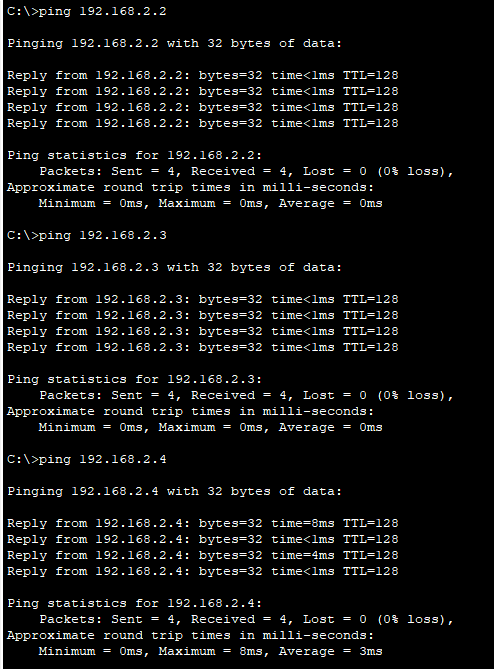 C:\>ping 192.168.2.2
Pinging 192.168.2.2 with 32 bytes of data:
Reply from 192.168.2.2: bytes=32 time<1ms TTL=128
Reply from 192.168.2.2: bytes=32 time<1ms TTL=128
Reply from 192.168.2.2: bytes=32 time<1ms TTL=128
Reply from 192.168.2.2: bytes=32 time<1ms TTL=128
Ping statistics for 192.168.2.2:
    Packets: Sent = 4, Received = 4, Lost = 0 (0% loss),
Approximate round trip times in milli-seconds:
    Minimum = 0ms, Maximum = 0ms, Average = 0ms
C:\>ping 192.168.2.3
Pinging 192.168.2.3 with 32 bytes of data:
Reply from 192.168.2.3: bytes=32 time<1ms TTL=128
Reply from 192.168.2.3: bytes=32 time<1ms TTL=128
Reply from 192.168.2.3: bytes=32 time<1ms TTL=128
Reply from 192.168.2.3: bytes=32 time<1ms TTL=128
Ping statistics for 192.168.2.3:
    Packets: Sent = 4, Received = 4, Lost = 0 (0% loss),
Approximate round trip times in milli-seconds:
    Minimum = 0ms, Maximum = 0ms, Average = 0ms
C:\>ping 192.168.2.4
Pinging 192.168.2.4 with 32 bytes of data:
Reply from 192.168.2.4: bytes=32 time=8ms TTL=128
Reply from 192.168.2.4: bytes=32 time<1ms TTL=128
Reply from 192.168.2.4: bytes=32 time=4ms TTL=128
Reply from 192.168.2.4: bytes=32 time<1ms TTL=128
Ping statistics for 192.168.2.4:
    Packets: Sent = 4, Received = 4, Lost = 0 (0% loss),
Approximate round trip times in milli-seconds:
    Minimum = 0ms, Maximum = 8ms, Average = 3ms